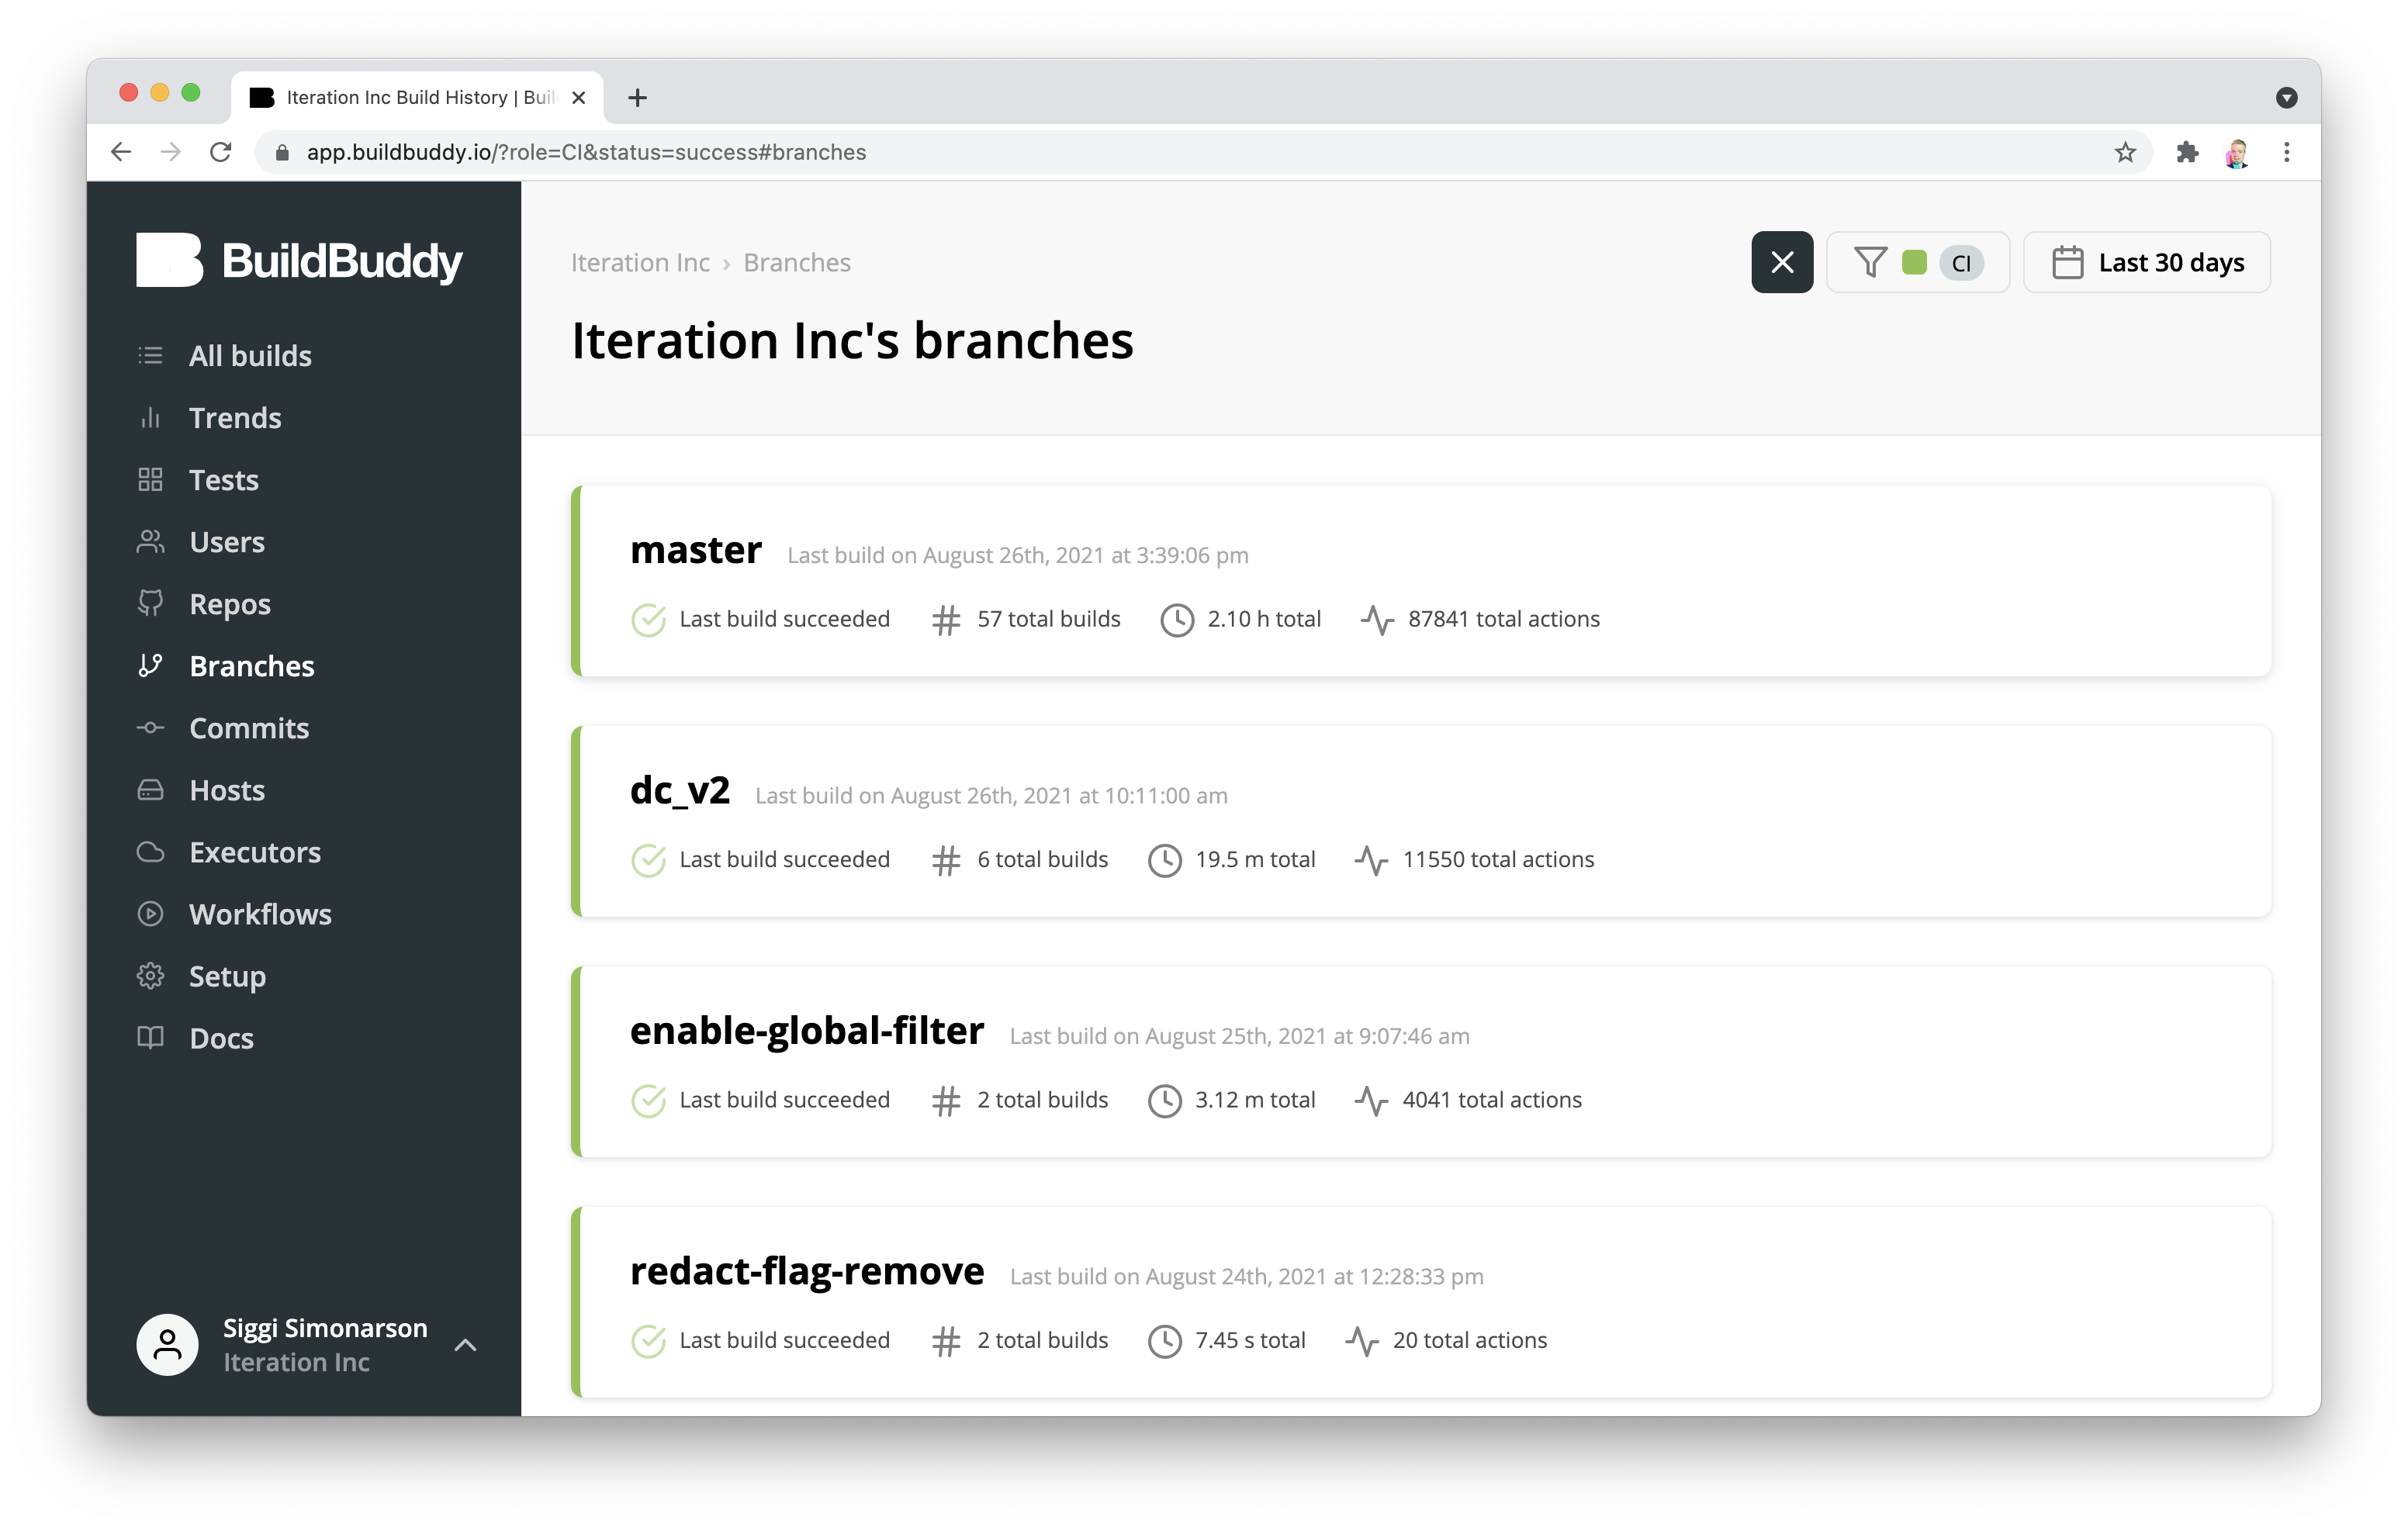 Iteration Inc Build History | Buil
app.buildbuddy.io/?role=CI&status=success#branches
BuildBuddy
All builds
Trends
Tests
Users
Repos
Branches
Commits
Hosts
Executors
Workflows
Setup
Docs
Siggi Simonarson
Iteration Inc
Iteration Inc › Branches
CI
Last 30 days
Iteration Inc's branches
master Last build on August 26th, 2021 at 3:39:06 pm
Last build succeeded # 57 total builds 2.10 h total 87841 total actions
dc_v2 Last build on August 26th, 2021 at 10:11:00 am
Last build succeeded # 6 total builds 19.5 m total 11550 total actions
enable-global-filter Last build on August 25th, 2021 at 9:07:46 am
Last build succeeded # 2 total builds 3.12 m total 4041 total actions
redact-flag-remove Last build on August 24th, 2021 at 12:28:33 pm
Last build succeeded # 2 total builds 7.45 s total 20 total actions